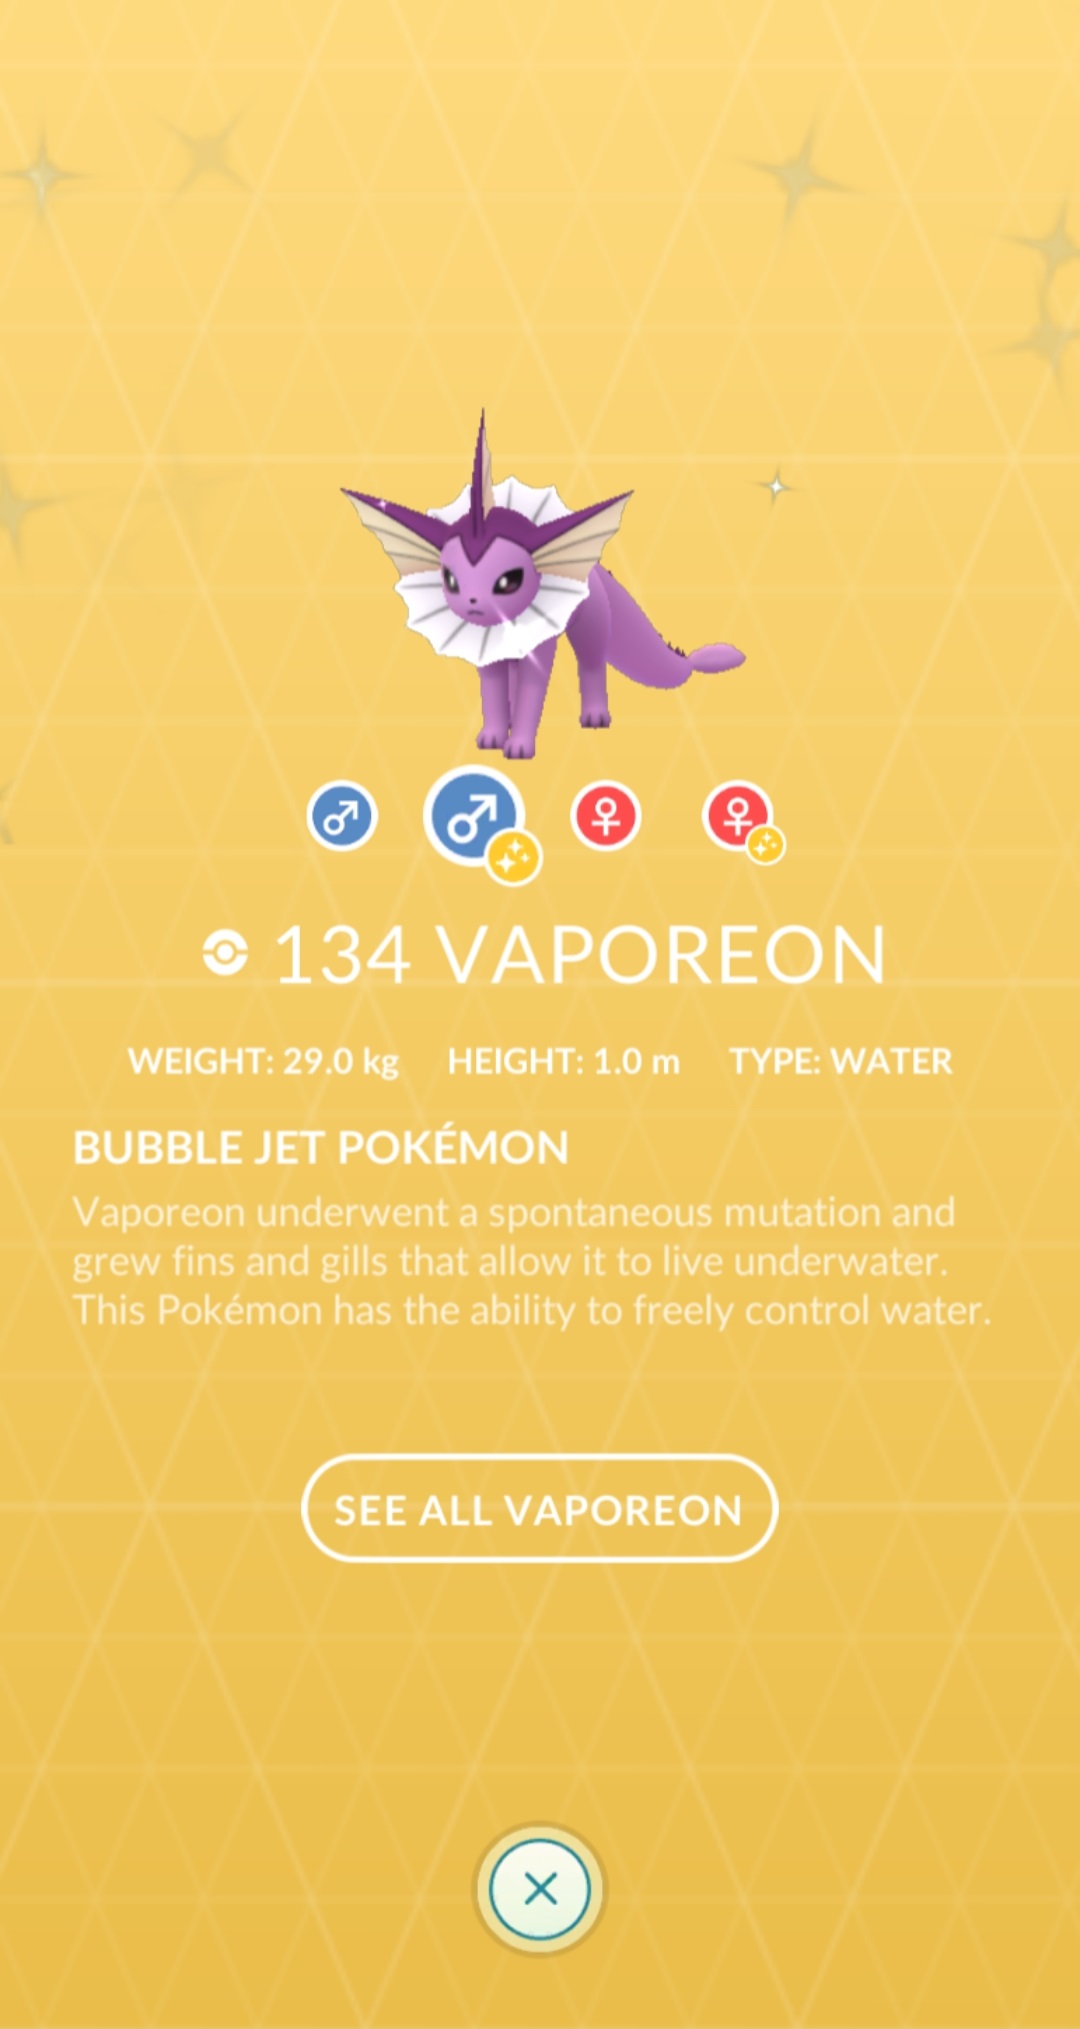 134 VAPOREON
WEIGHT: 29.0 kg HEIGHT: 1.0 m TYPE: WATER
BUBBLE JET POKÉMON
Vaporeon underwent a spontaneous mutation and
grew fins and gills that allow it to live underwater.
This Pokémon has the ability to freely control water.
SEE ALL VAPOREON